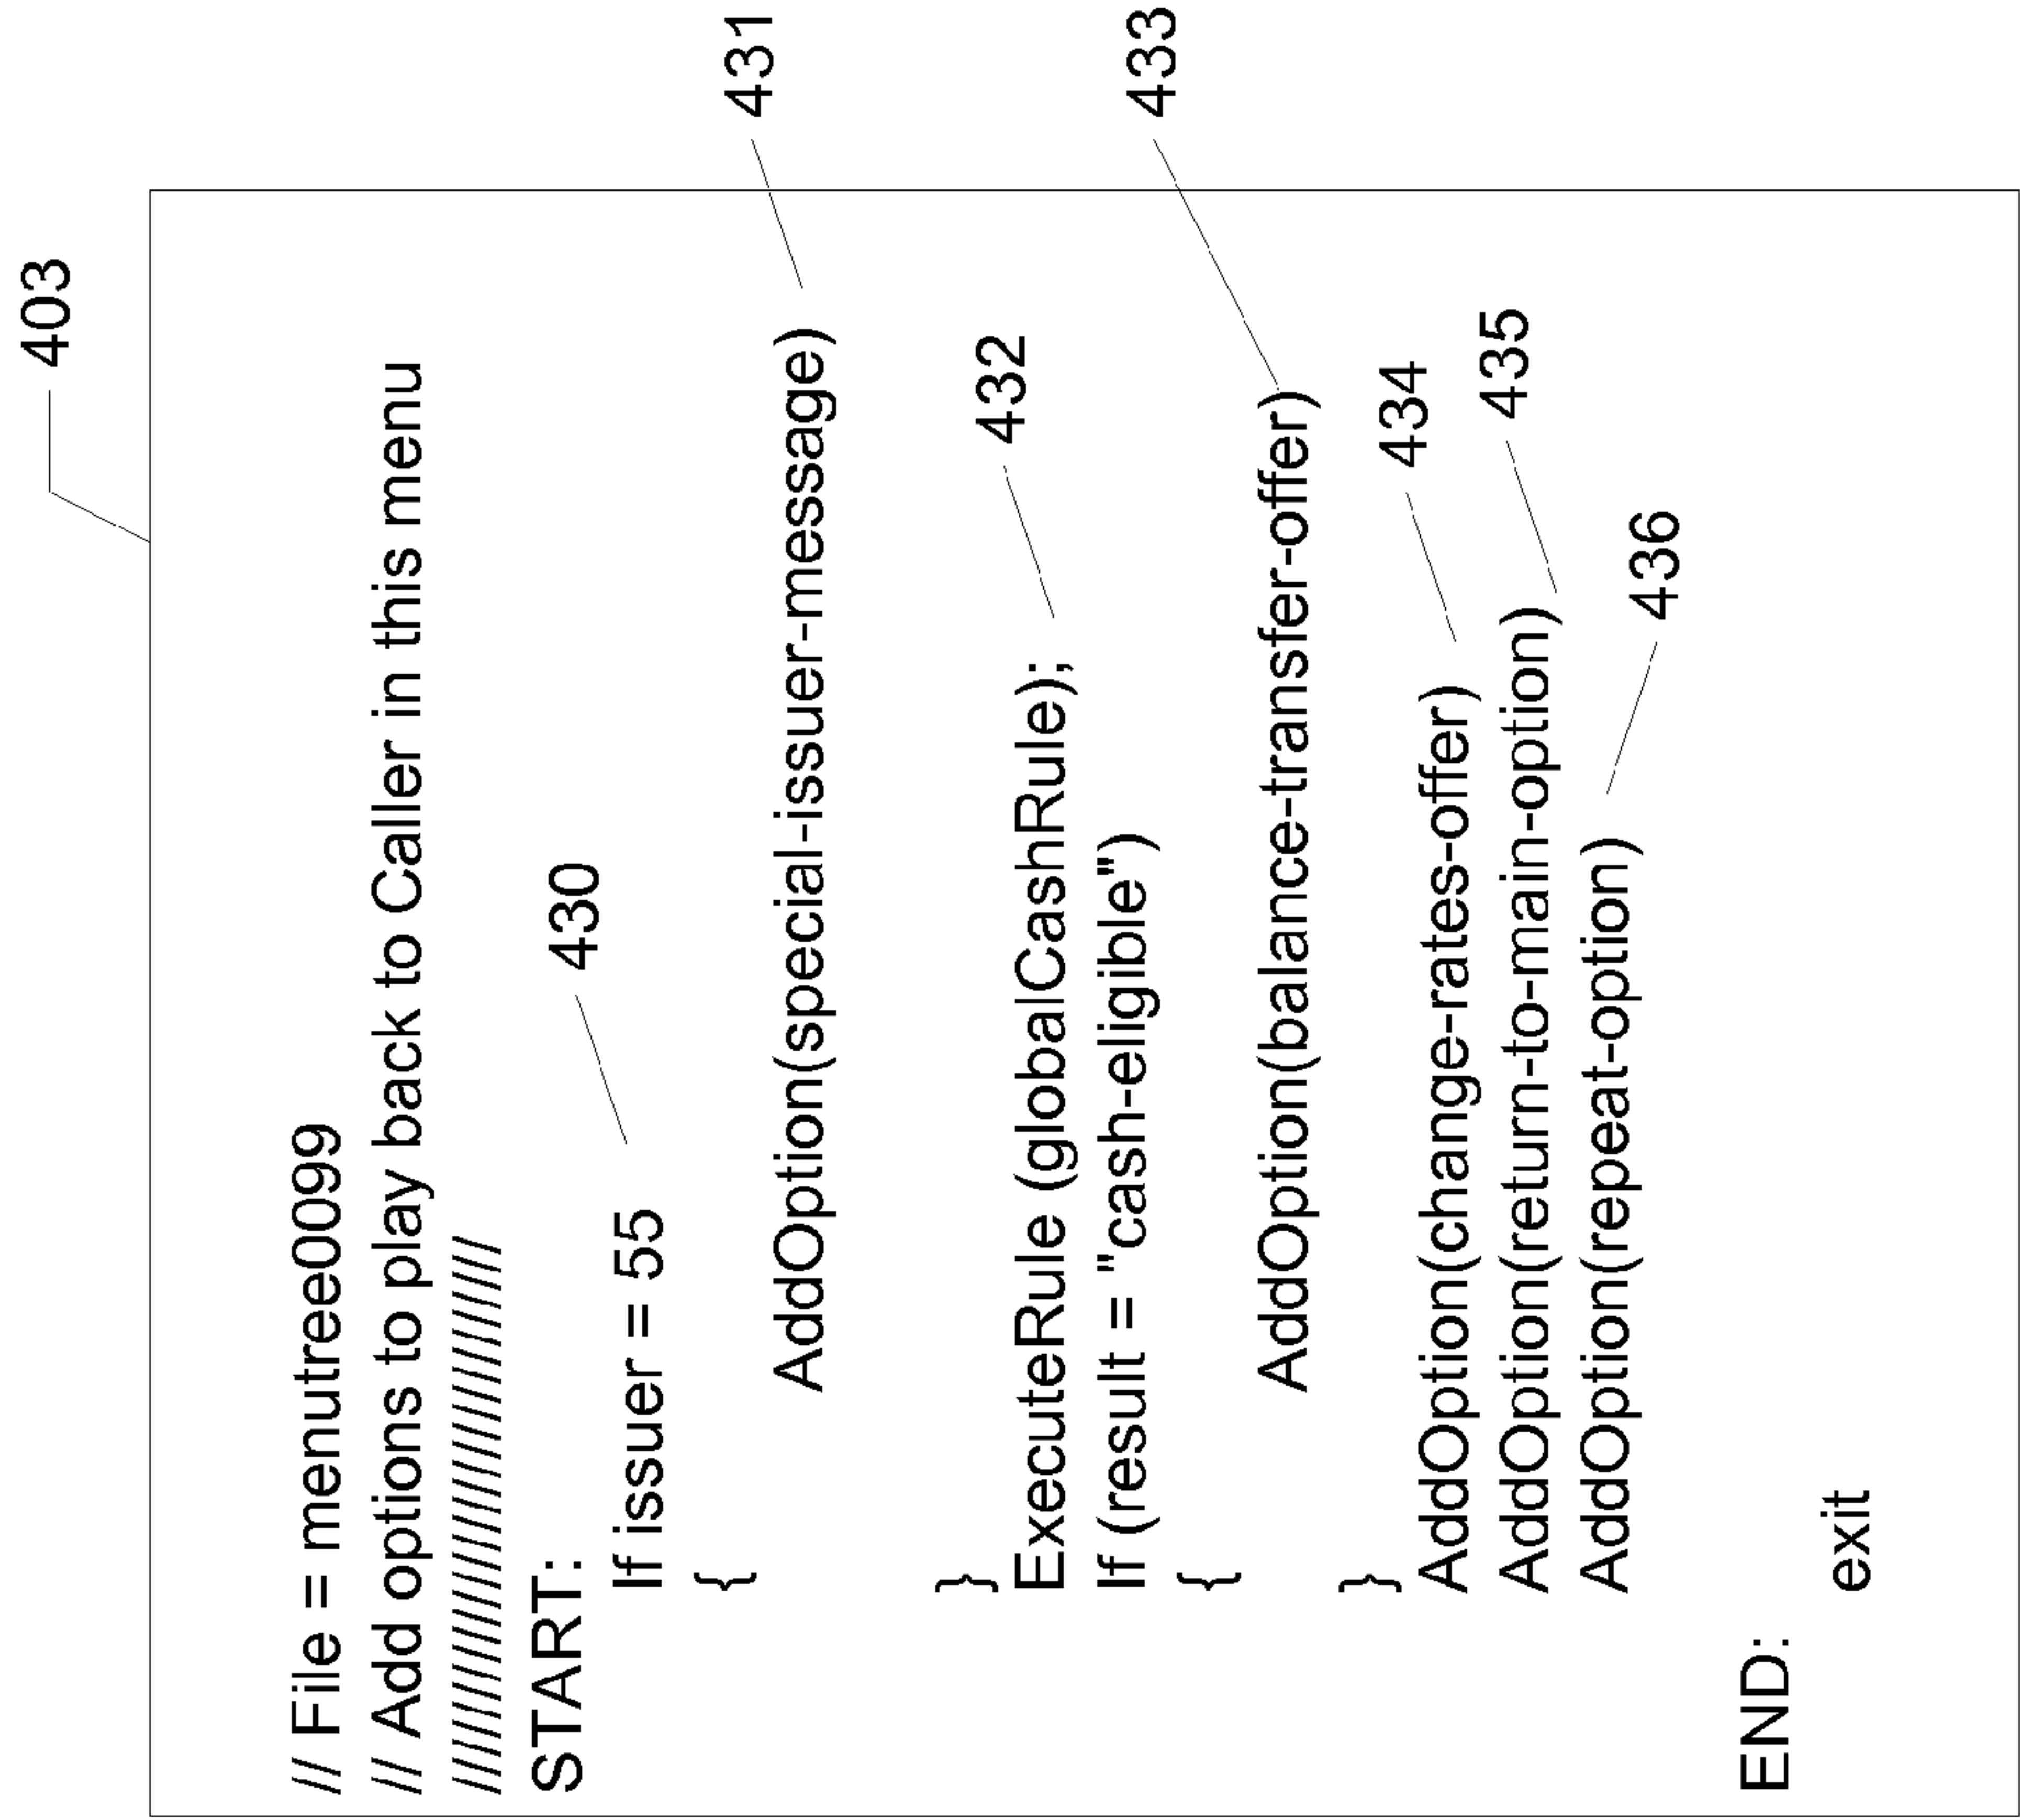 403
// File = menutree0099
// Add options to play back to Caller in this menu
////////////////////////////////////
START:
If issuer = 55
430
{
AddOption(special-issuer-message)
431
}
ExecuteRule (globalCashRule);
432
If (result = "cash-eligible")
{
AddOption(balance-transfer-offer)
433
}
AddOption(change-rates-offer)
434
AddOption(return-to-main-option)
435
AddOption(repeat-option)
436
END:
exit